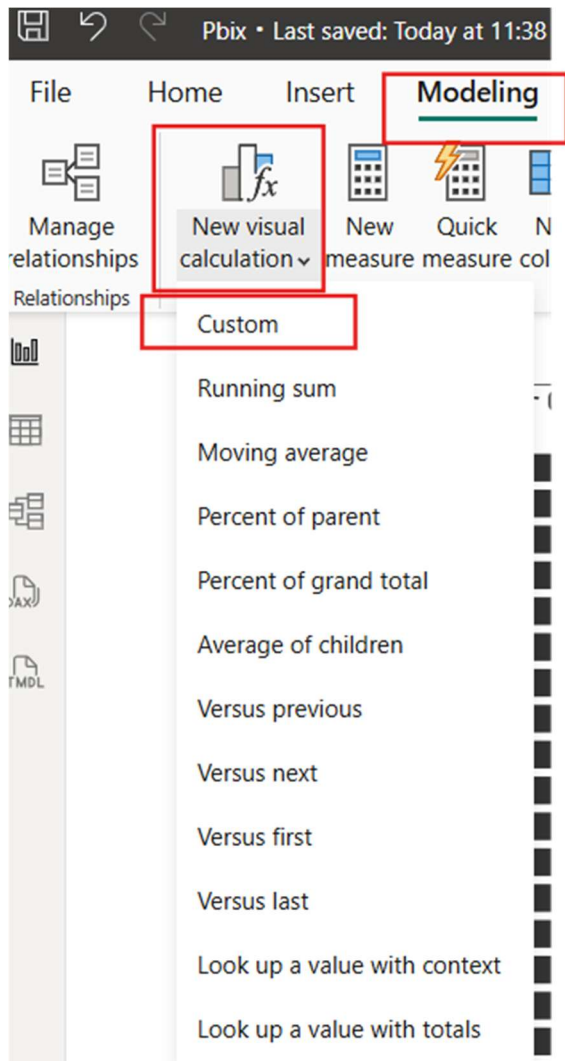 Pbix • Last saved: Today at 11:38
File Home Insert Modeling
fx
Manage relationships
New visual calculation
New measure
Quick measure
Relationships
Custom
Running sum
Moving average
Percent of parent
Percent of grand total
Average of children
Versus previous
Versus next
Versus first
Versus last
Look up a value with context
Look up a value with totals
TMDL